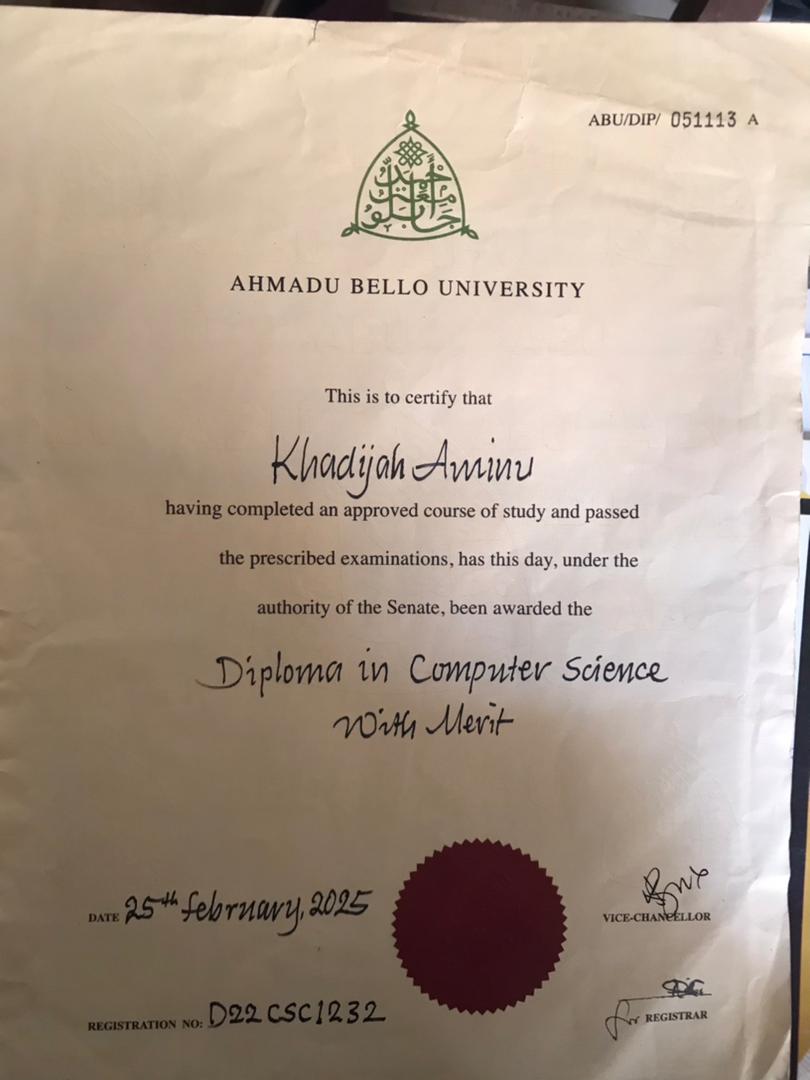 ABU/DIP/ 051113 A
AHMADU BELLO UNIVERSITY
This is to certify that
Khadijah Aminu
having completed an approved course of study and passed
the prescribed examinations, has this day, under the
authority of the Senate, been awarded the
Diploma in Computer Science
With Merit
DATE 25th february, 2025
VICE-CHANCELLOR
REGISTRATION NO: D22CSC1232
for REGISTRAR